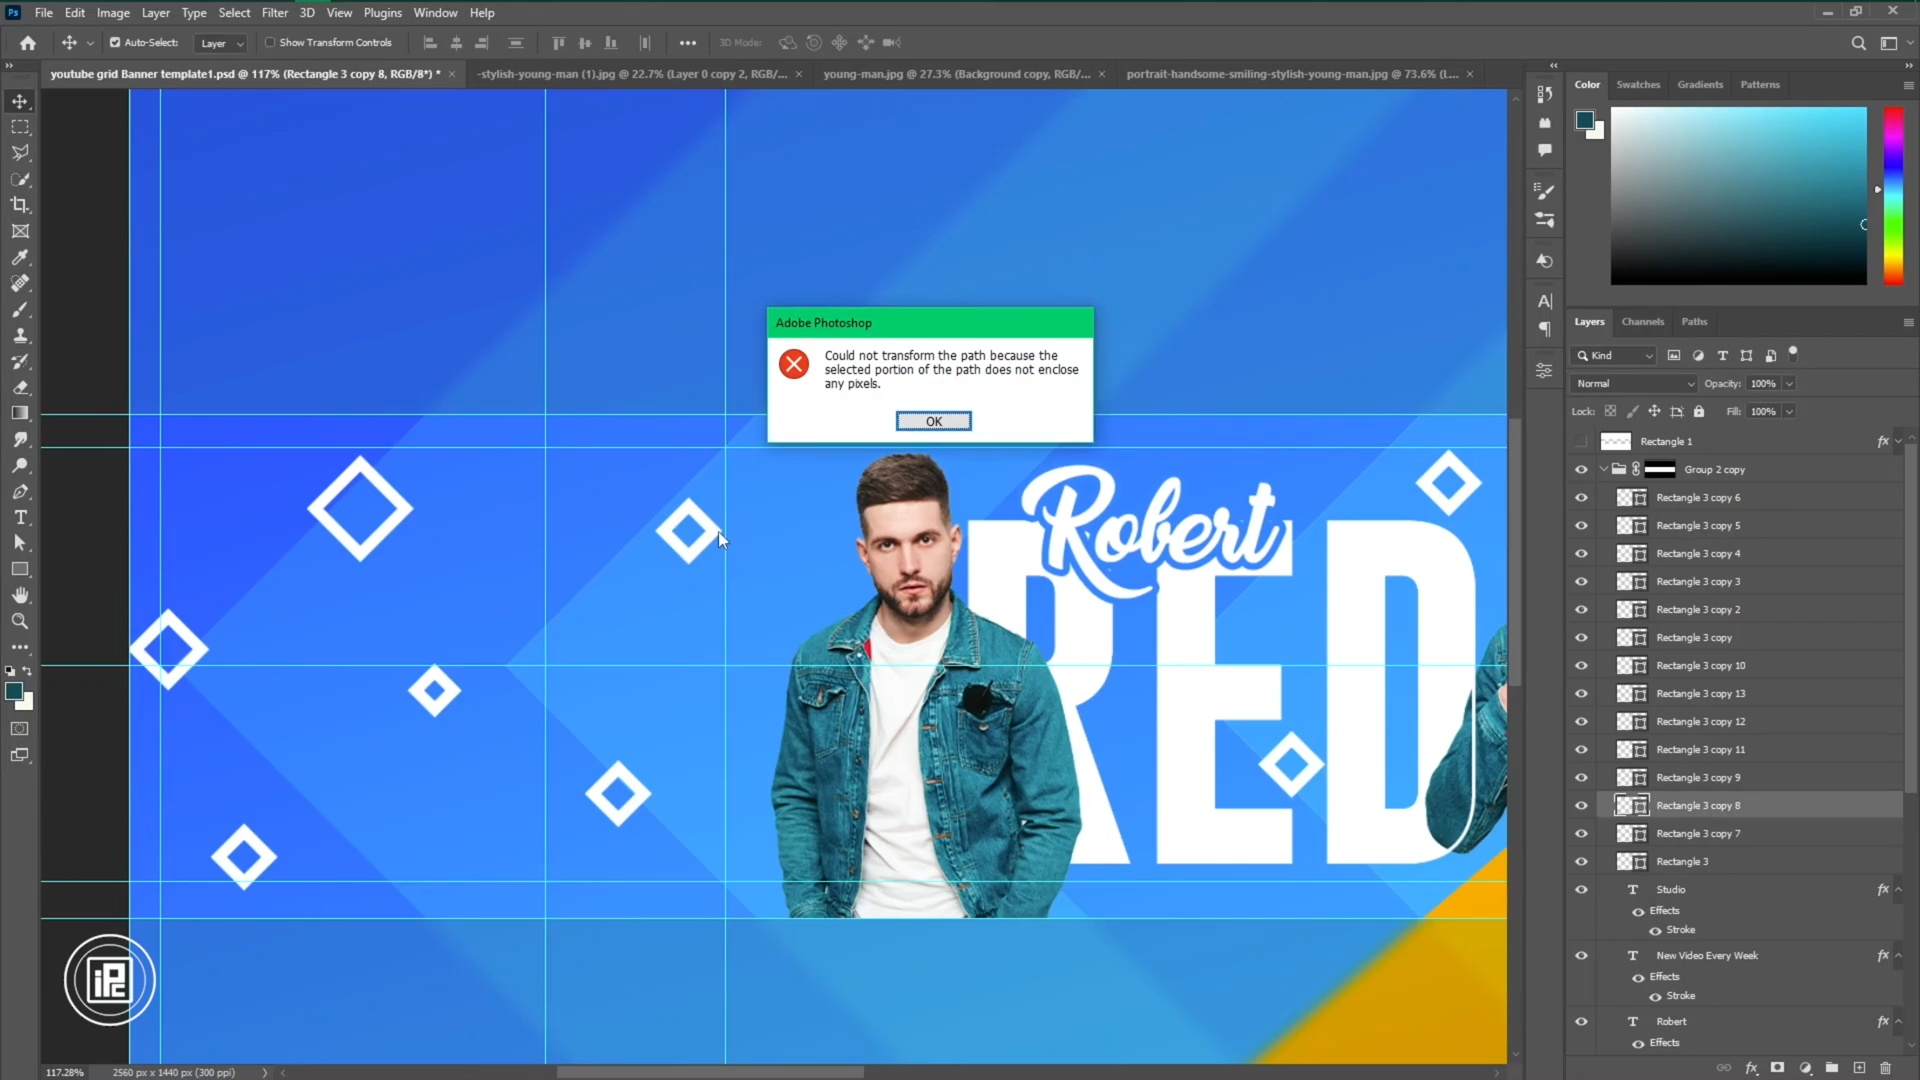 Ps File Edit Image Layer Type Select Filter 3D View Plugins Window Help
Auto-Select: Layer Show Transform Controls 3D Mode:
youtube grid Banner template1.psd @ 117% (Rectangle 3 copy 8, RGB/8*) * -stylish-young-man (1).jpg @ 22.7% (Layer 0 copy 2, RGB/... young-man.jpg @ 27.3% (Background copy, RGB/... portrait-handsome-smiling-stylish-young-man.jpg @ 73.6% (L...
Color Swatches Gradients Patterns
Adobe Photoshop
Could not transform the path because the
selected portion of the path does not enclose
any pixels.
OK
Robert
RED
Layers Channels Paths
Kind
Normal Opacity: 100%
Lock: Fill: 100%
Rectangle 1 fx
Group 2 copy
Rectangle 3 copy 6
Rectangle 3 copy 5
Rectangle 3 copy 4
Rectangle 3 copy 3
Rectangle 3 copy 2
Rectangle 3 copy
Rectangle 3 copy 10
Rectangle 3 copy 13
Rectangle 3 copy 12
Rectangle 3 copy 11
Rectangle 3 copy 9
Rectangle 3 copy 8
Rectangle 3 copy 7
Rectangle 3
T Studio fx
Effects
Stroke
T New Video Every Week fx
Effects
Stroke
T Robert fx
Effects
117.28% 2560 px x 1440 px (300 ppi)